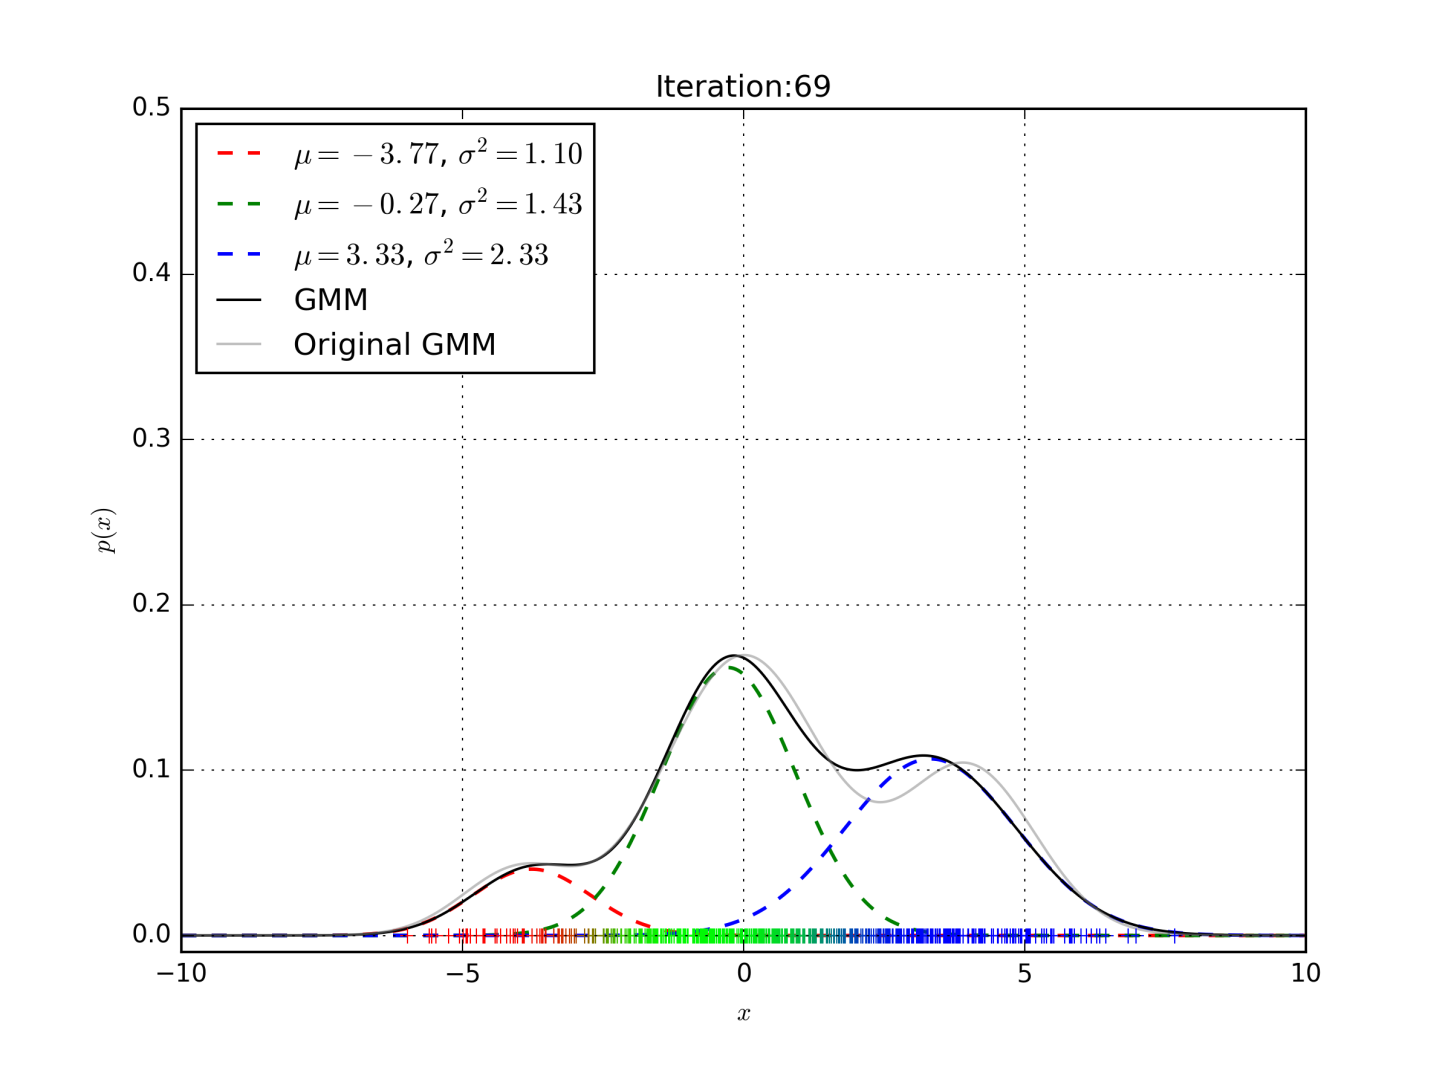 Iteration:69
0.5
0.4
0.3
0.2
0.1
0.0
μ = −3.77, σ² = 1.10
μ = −0.27, σ² = 1.43
μ = 3.33, σ² = 2.33
GMM
Original GMM
p(x)
−10 −5 0 5 10
x